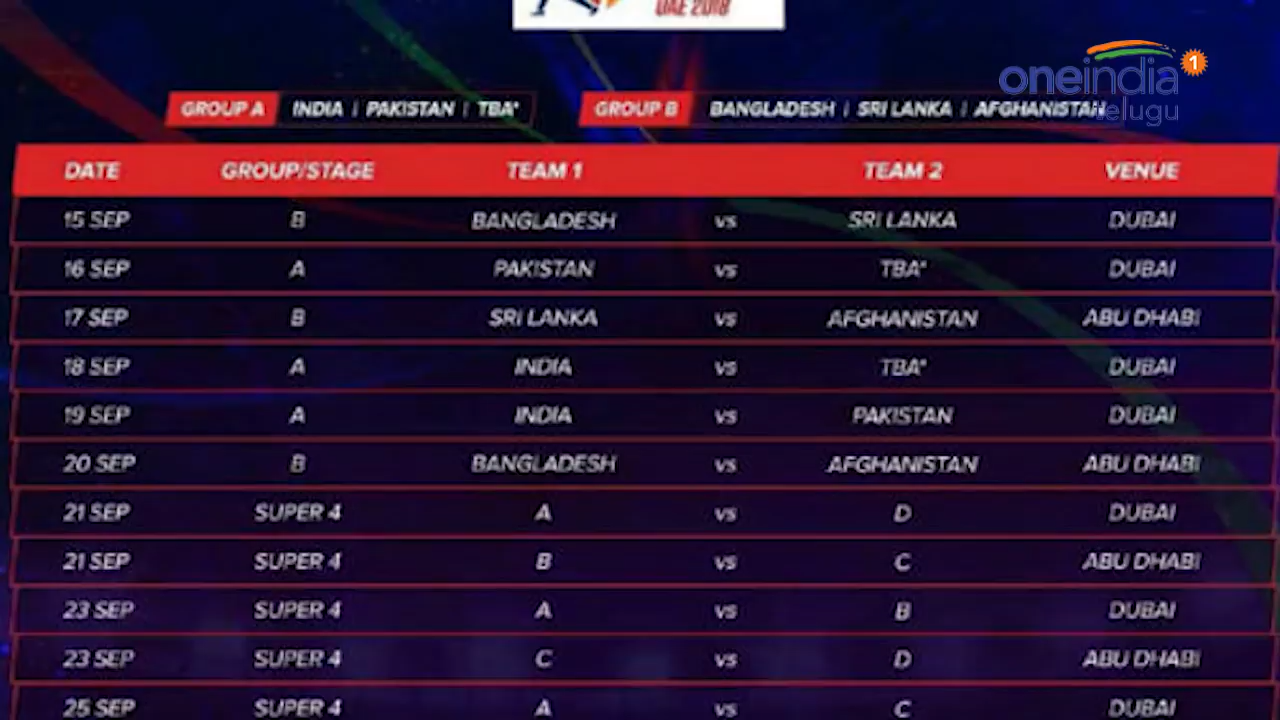 UAE 2018
oneindia 1
telugu
GROUP A INDIA | PAKISTAN | TBA* GROUP B BANGLADESH | SRI LANKA | AFGHANISTAN
DATE GROUP/STAGE TEAM 1 TEAM 2 VENUE
15 SEP B BANGLADESH VS SRI LANKA DUBAI
16 SEP A PAKISTAN VS TBA* DUBAI
17 SEP B SRI LANKA VS AFGHANISTAN ABU DHABI
18 SEP A INDIA VS TBA* DUBAI
19 SEP A INDIA VS PAKISTAN DUBAI
20 SEP B BANGLADESH VS AFGHANISTAN ABU DHABI
21 SEP SUPER 4 A VS D DUBAI
21 SEP SUPER 4 B VS C ABU DHABI
23 SEP SUPER 4 A VS B DUBAI
23 SEP SUPER 4 C VS D ABU DHABI
25 SEP SUPER 4 A VS C DUBAI